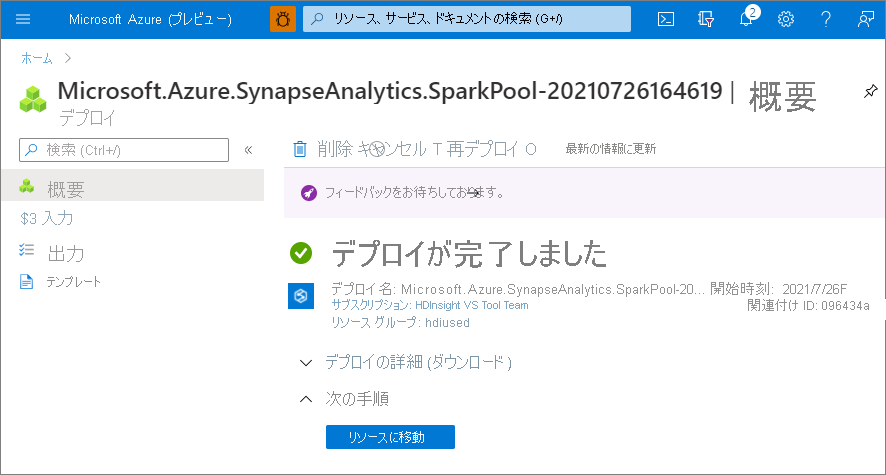 Microsoft Azure (プレビュー)
リソース、サービス、ドキュメントの検索 (G+/)
2
ホーム
Microsoft.Azure.SynapseAnalytics.SparkPool-20210726164619 | 概要
デプロイ
検索 (Ctrl+/)
«
削除 キャンセル T 再デプロイ O 最新の情報に更新
概要
フィードバックをお待ちしております。
$3 入力
出力
デプロイが完了しました
テンプレート
デプロイ名: Microsoft.Azure.SynapseAnalytics.SparkPool-20... 開始時刻: 2021/7/26F
サブスクリプション: HDInsight VS Tool Team 関連付け ID: 096434a
リソース グループ: hdiused
デプロイの詳細 (ダウンロード)
次の手順
リソースに移動